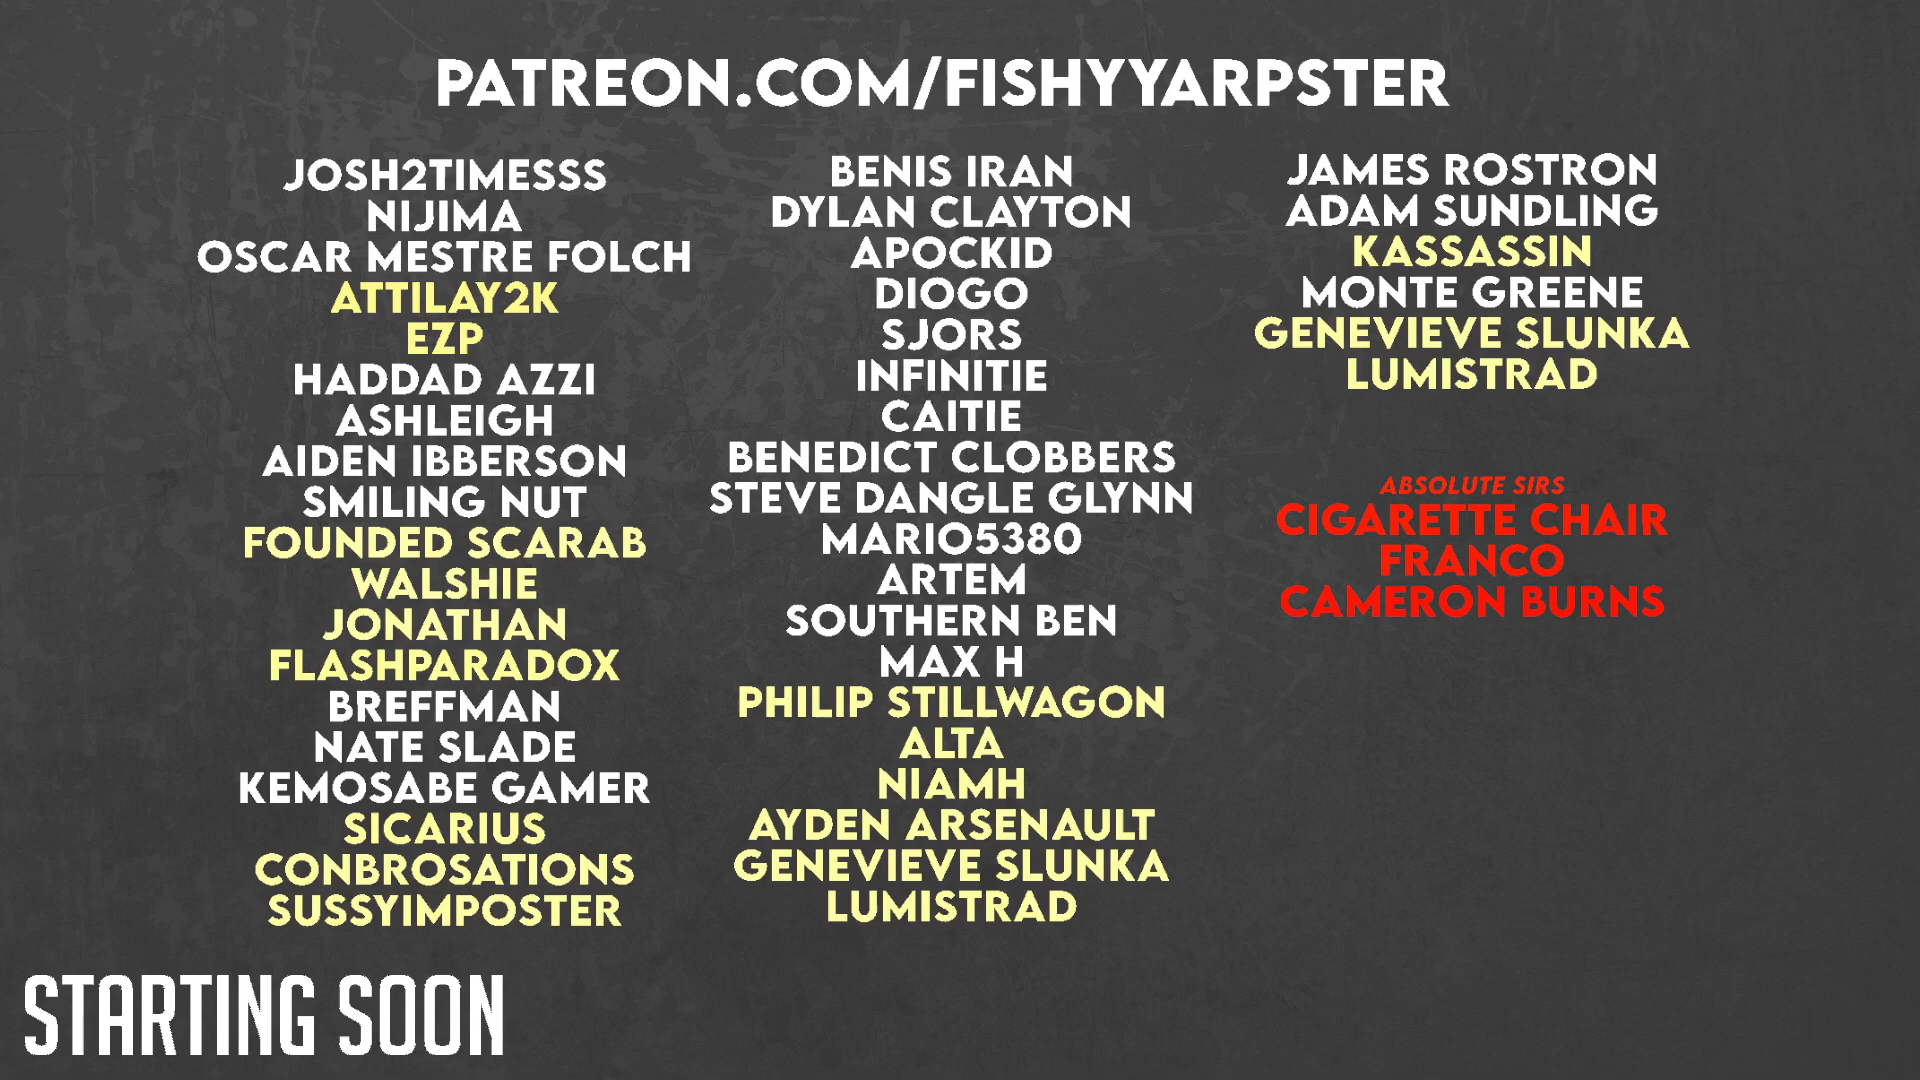 PATREON.COM/FISHYYARPSTER
JOSH2TIMESSS
NIJIMA
OSCAR MESTRE FOLCH
ATTILAY2K
EZP
HADDAD AZZI
ASHLEIGH
AIDEN IBBERSON
SMILING NUT
FOUNDED SCARAB
WALSHIE
JONATHAN
FLASHPARADOX
BREFFMAN
NATE SLADE
KEMOSABE GAMER
SICARIUS
CONBROSATIONS
SUSSYIMPOSTER
BENIS IRAN
DYLAN CLAYTON
APOCKID
DIOGO
SJORS
INFINITIE
CAITIE
BENEDICT CLOBBERS
STEVE DANGLE GLYNN
MARIO5380
ARTEM
SOUTHERN BEN
MAX H
PHILIP STILLWAGON
ALTA
NIAMH
AYDEN ARSENAULT
GENEVIEVE SLUNKA
LUMISTRAD
JAMES ROSTRON
ADAM SUNDLING
KASSASSIN
MONTE GREENE
GENEVIEVE SLUNKA
LUMISTRAD
ABSOLUTE SIRS
CIGARETTE CHAIR
FRANCO
CAMERON BURNS
STARTING SOON